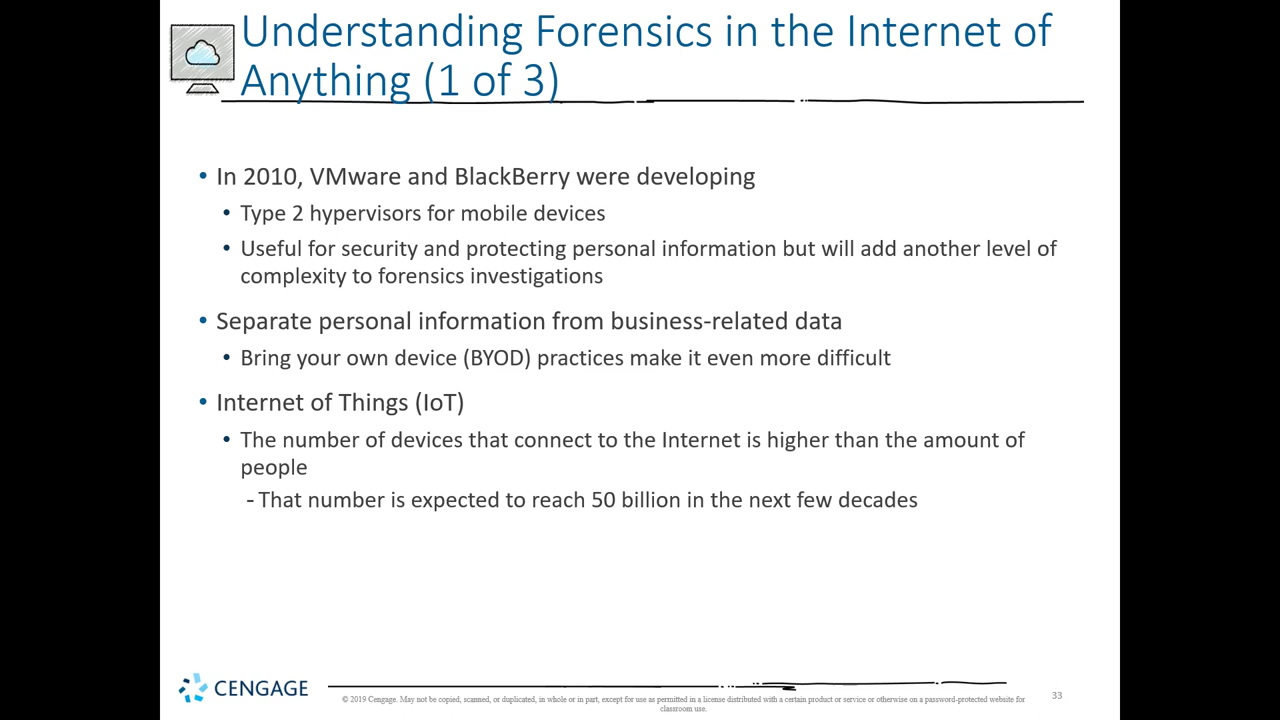 Understanding Forensics in the Internet of
Anything (1 of 3)
• In 2010, VMware and BlackBerry were developing
• Type 2 hypervisors for mobile devices
• Useful for security and protecting personal information but will add another level of
complexity to forensics investigations
• Separate personal information from business-related data
• Bring your own device (BYOD) practices make it even more difficult
• Internet of Things (IoT)
• The number of devices that connect to the Internet is higher than the amount of
people
- That number is expected to reach 50 billion in the next few decades
CENGAGE
© 2019 Cengage. May not be copied, scanned, or duplicated, in whole or in part, except for use as permitted in a license distributed with a certain product or service or otherwise on a password-protected website for
classroom use.
33